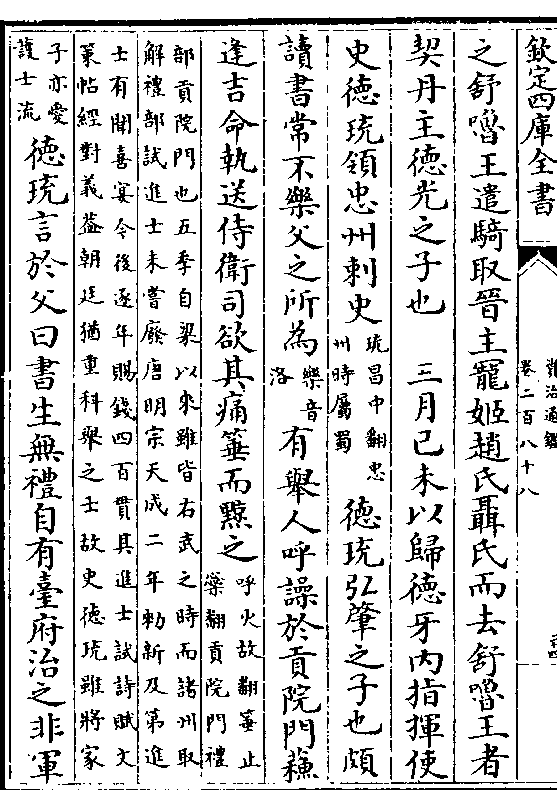 欽定四庫全書
資治通鑑
卷二百八十八
之舒嚕王遣騎取晉主寵姬趙氏聶氏而去舒嚕王者
契丹主德光之子也　三月己未以歸德牙内指揮使
史德珫領忠州刺史珫昌中翻忠州時屬蜀德珫弘肇之子也頗
讀書常不樂父之所為樂音洛有舉人呼譟於貢院門蘇
逢吉命執送侍衛司欲其痛箠而黥之呼火故翻箠止橤翻貢院門禮
部貢院門也五季自梁以來雖皆右武之時而諸州取
解禮部試進士未嘗廢唐明宗天成二年勅新及第進
士有聞喜宴今後逐年賜錢四百貫其進士試詩賦文
策帖經對義葢朝廷猶重科舉之士故史德珫雖將家
子亦愛護士流德珫言於父曰書生無禮自有臺府治之非軍